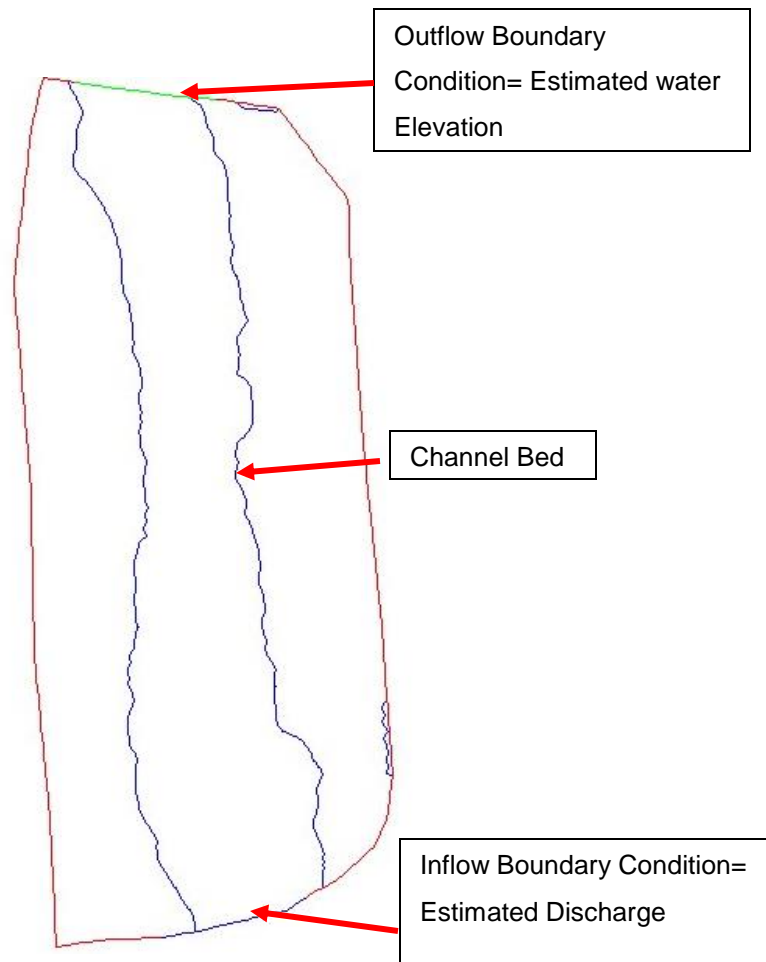 Outflow Boundary
Condition= Estimated water
Elevation
Channel Bed
Inflow Boundary Condition=
Estimated Discharge